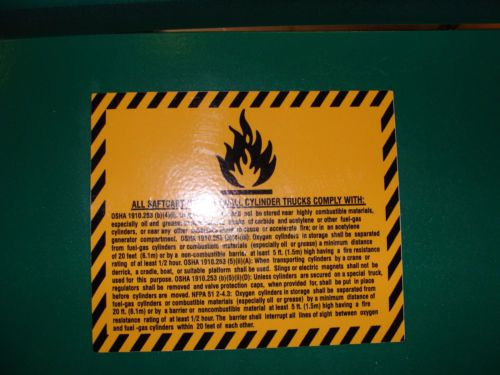 ALL SAFTCART CYLINDER TRUCKS COMPLY WITH:
OSHA 1910.253 (b)(4)(i): not be stored near highly combustible materials,
especially oil and grease of carbide and acetylene or other fuel-gas
cylinders, or near any other to cause or accelerate fire; or in an acetylene
generator compartment. OSHA 1910.253 Oxygen cylinders in storage shall be separated
from fuel-gas cylinders or combustible materials (especially oil or grease) a minimum distance
of 20 feet (6.1m) or by a non-combustible barrier at least 5 ft. (1.5m) high having a fire resistance
rating of at least 1/2 hour. OSHA 1910.253 When transporting cylinders by a crane or
derrick, a cradle, boat, or suitable platform shall be used. Slings or electric magnets shall not be
used for this purpose. OSHA 1910.253 Unless cylinders are secured on a special truck,
regulators shall be removed and valve protection caps, when provided for, shall be put in place
before cylinders are moved. NFPA 51 2-4.3: Oxygen cylinders in storage shall be separated from
fuel-gas cylinders or combustible materials (especially oil or grease) by a minimum distance of
20 ft. (6.1m) or by a barrier or noncombustible material at least 5 ft. (1.5m) high having a fire
resistance rating of at least 1/2 hour. The barrier shall interrupt all lines of sight between oxygen
and fuel -gas cylinders within 20 feet of each other.